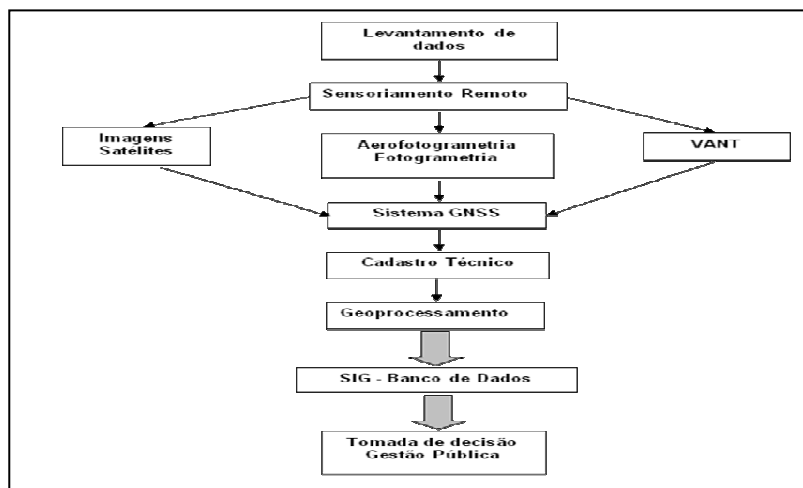 Levantamento de
dados
Sensoriamento Remoto
Imagens
Satélites
Aerofotogrametria
Fotogrametria
VANT
Sistema GNSS
Cadastro Técnico
Geoprocessamento
SIG - Banco de Dados
Tomada de decisão
Gestão Pública